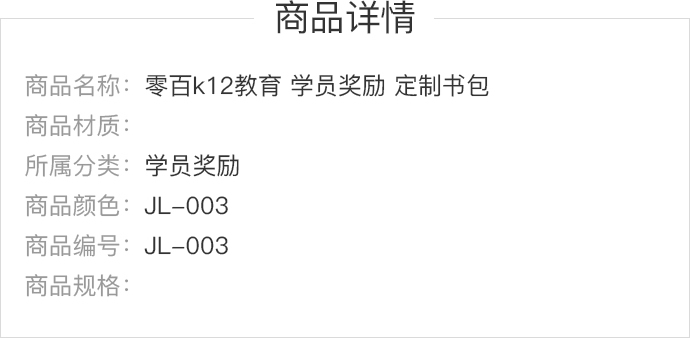 商品详情
商品名称：零百k12教育 学员奖励 定制书包
商品材质：
所属分类：学员奖励
商品颜色：JL-003
商品编号：JL-003
商品规格：